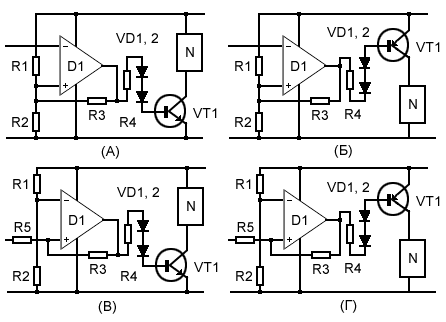 VD1, 2
N
R1
D1
R3
R4
VT1
R2
(А)
VT1
R1
D1
VD1, 2
R3
R4
N
R2
(Б)
R1
VD1, 2
N
D1
R5
R3
R4
VT1
R2
(В)
R1
VD1, 2
VT1
D1
R5
R3
R4
N
R2
(Г)